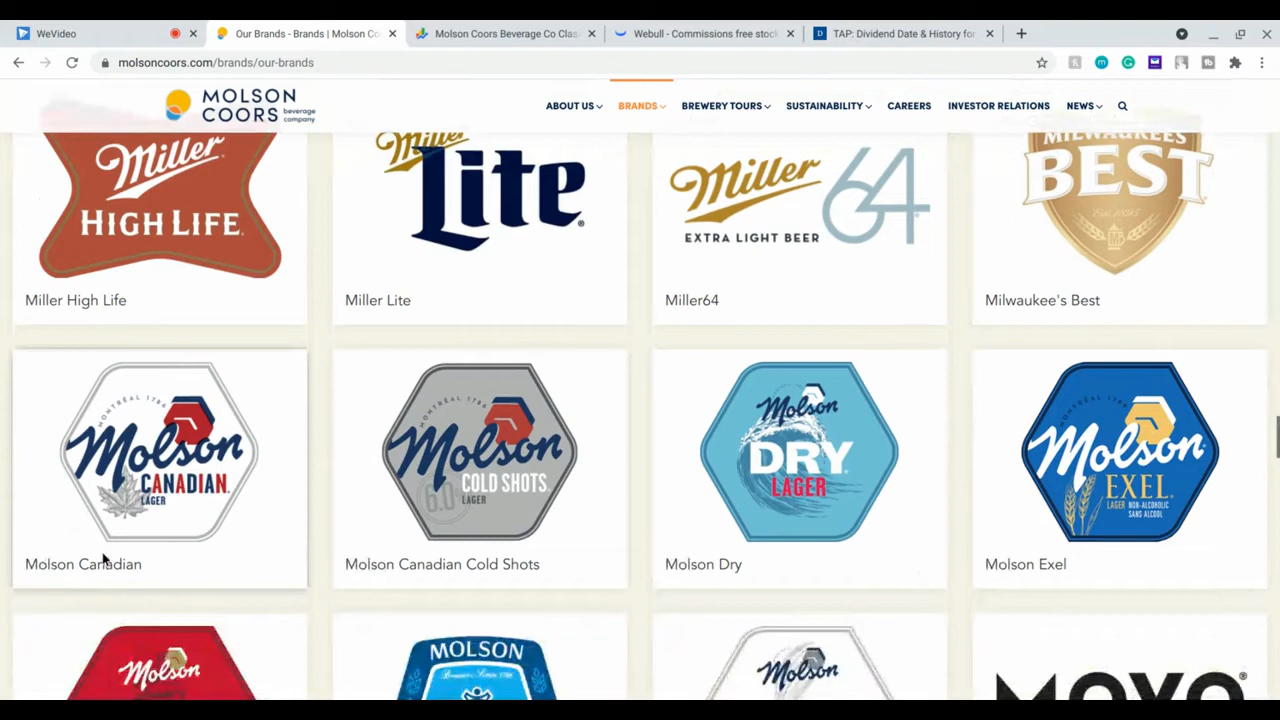 WeVideo
Our Brands - Brands | Molson Co
Molson Coors Beverage Co Clas
Webull - Commissions free stock
TAP: Dividend Date & History for
molsoncoors.com/brands/our-brands
MOLSON COORS beverage company
ABOUT US
BRANDS
BREWERY TOURS
SUSTAINABILITY
CAREERS
INVESTOR RELATIONS
NEWS
Miller
HIGH LIFE
Miller
Lite
Miller 64
EXTRA LIGHT BEER
MILWAUKEE'S
BEST
Est. 1895
Miller High Life
Miller Lite
Miller64
Milwaukee's Best
MONTRÉAL 1786
Molson
CANADIAN
LAGER
MONTRÉAL 1786
Molson
COLD SHOTS
6.0
LAGER
Molson
DRY
LAGER
Molson
EXEL
LAGER NON-ALCOHOLIC
SANS ALCOOL
Molson Canadian
Molson Canadian Cold Shots
Molson Dry
Molson Exel
Molson
MOLSON
Molson